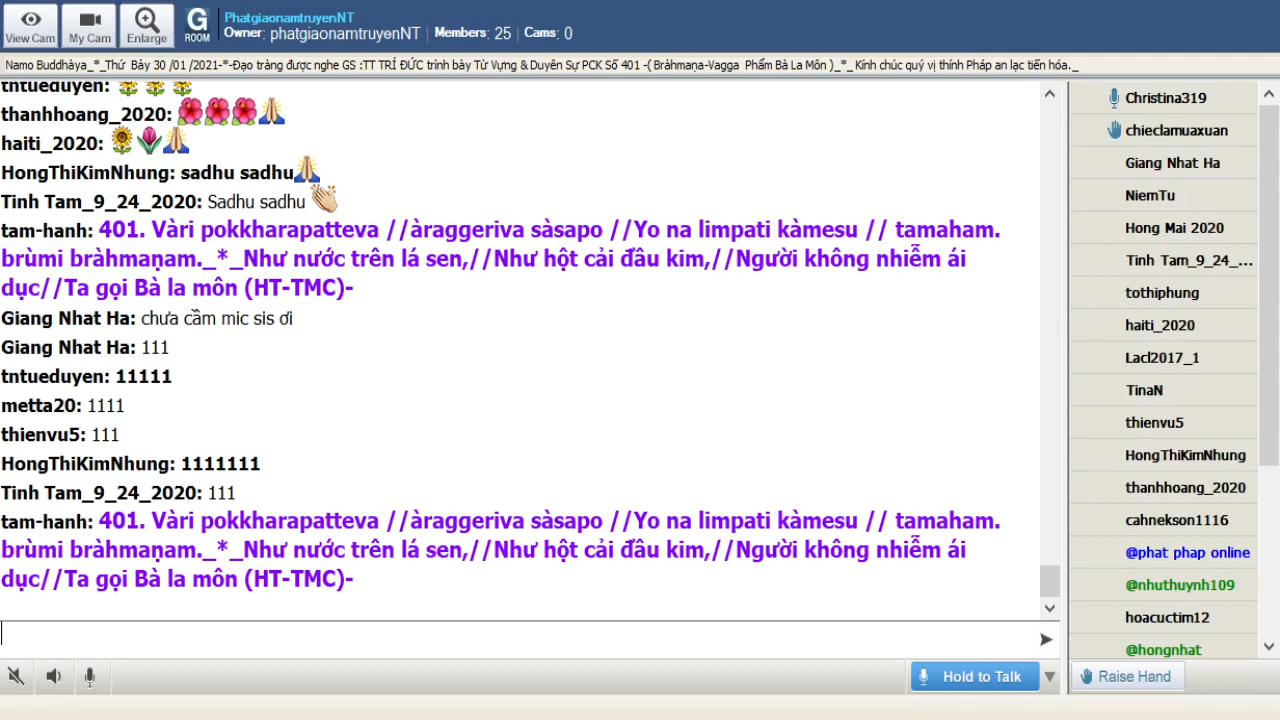 View Cam
My Cam
Enlarge
G ROOM
PhatgiaonamtruyenNT
Owner: phatgiaonamtruyenNT | Members: 25 | Cams: 0
Namo Buddhàya_*_Thứ Bảy 30 /01 /2021-*-Đạo tràng được nghe GS :TT TRÍ ĐỨC trình bày Từ Vựng & Duyên Sự PCK Số 401 -( Bràhmaṇa-Vagga Phẩm Bà La Môn )_*_ Kính chúc quý vị thính Pháp an lạc tiến hóa._
tntueduyen:
thanhhoang_2020:
haiti_2020:
HongThiKimNhung: sadhu sadhu
Tinh Tam_9_24_2020: Sadhu sadhu
tam-hanh: 401. Vàri pokkharapatteva //àraggeriva sàsapo //Yo na limpati kàmesu // tamaham.
brùmi bràhmaṇam._*_Như nước trên lá sen,//Như hột cải đầu kim,//Người không nhiễm ái
dục//Ta gọi Bà la môn (HT-TMC)-
Giang Nhat Ha: chưa cầm mic sis ơi
Giang Nhat Ha: 111
tntueduyen: 11111
metta20: 1111
thienvu5: 111
HongThiKimNhung: 1111111
Tinh Tam_9_24_2020: 111
tam-hanh: 401. Vàri pokkharapatteva //àraggeriva sàsapo //Yo na limpati kàmesu // tamaham.
brùmi bràhmaṇam._*_Như nước trên lá sen,//Như hột cải đầu kim,//Người không nhiễm ái
dục//Ta gọi Bà la môn (HT-TMC)-
Hold to Talk
Christina319
chieclamuaxuan
Giang Nhat Ha
NiemTu
Hong Mai 2020
Tinh Tam_9_24_...
tothiphung
haiti_2020
Lacl2017_1
TinaN
thienvu5
HongThiKimNhung
thanhhoang_2020
cahnekson1116
@phat phap online
@nhuthuynh109
hoacuctim12
@hongnhat
Raise Hand